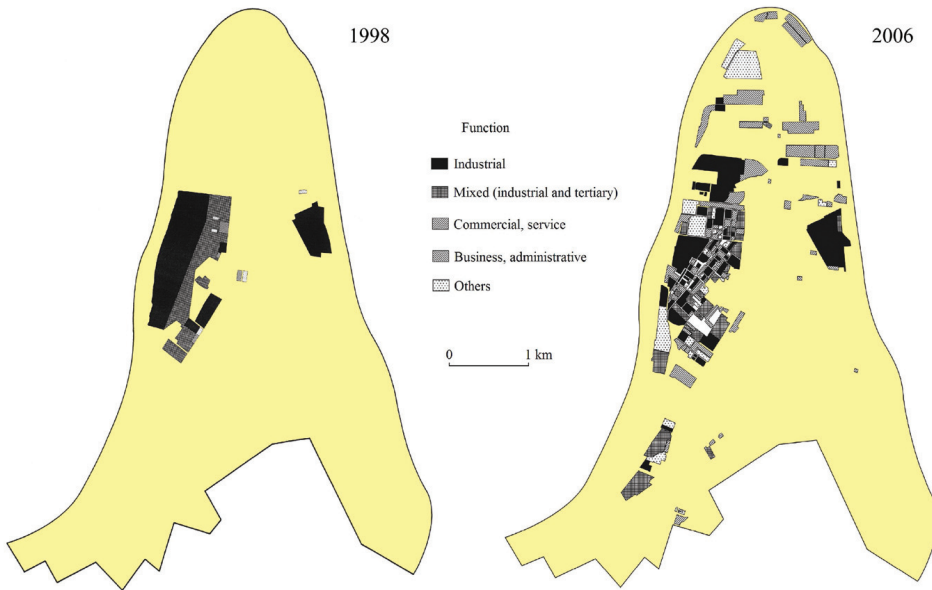 1998
2006
Function
Industrial
Mixed (industrial and tertiary)
Commercial, service
Business, administrative
Others
0 1 km